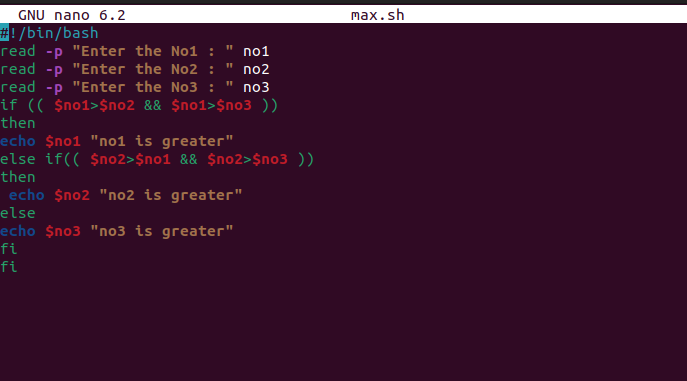 GNU nano 6.2 max.sh
#!/bin/bash
read -p "Enter the No1 : " no1
read -p "Enter the No2 : " no2
read -p "Enter the No3 : " no3
if (( $no1>$no2 && $no1>$no3 ))
then
echo $no1 "no1 is greater"
else if(( $no2>$no1 && $no2>$no3 ))
then
 echo $no2 "no2 is greater"
else
echo $no3 "no3 is greater"
fi
fi